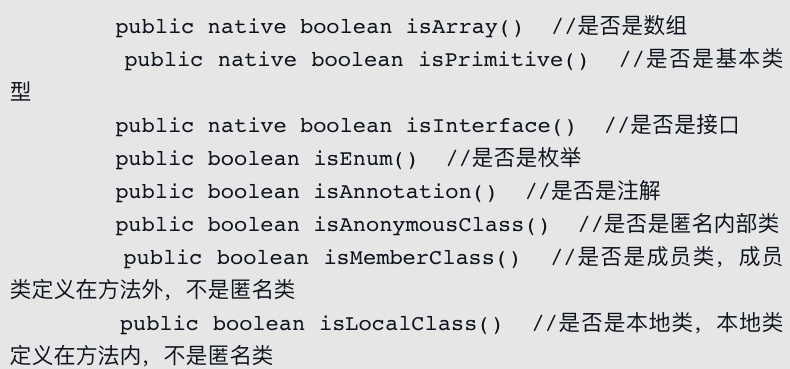 public native boolean isArray()  //是否是数组
public native boolean isPrimitive()  //是否是基本类
型
public native boolean isInterface()  //是否是接口
public boolean isEnum()  //是否是枚举
public boolean isAnnotation()  //是否是注解
public boolean isAnonymousClass()  //是否是匿名内部类
public boolean isMemberClass()  //是否是成员类，成员
类定义在方法外，不是匿名类
public boolean isLocalClass()  //是否是本地类，本地类
定义在方法内，不是匿名类